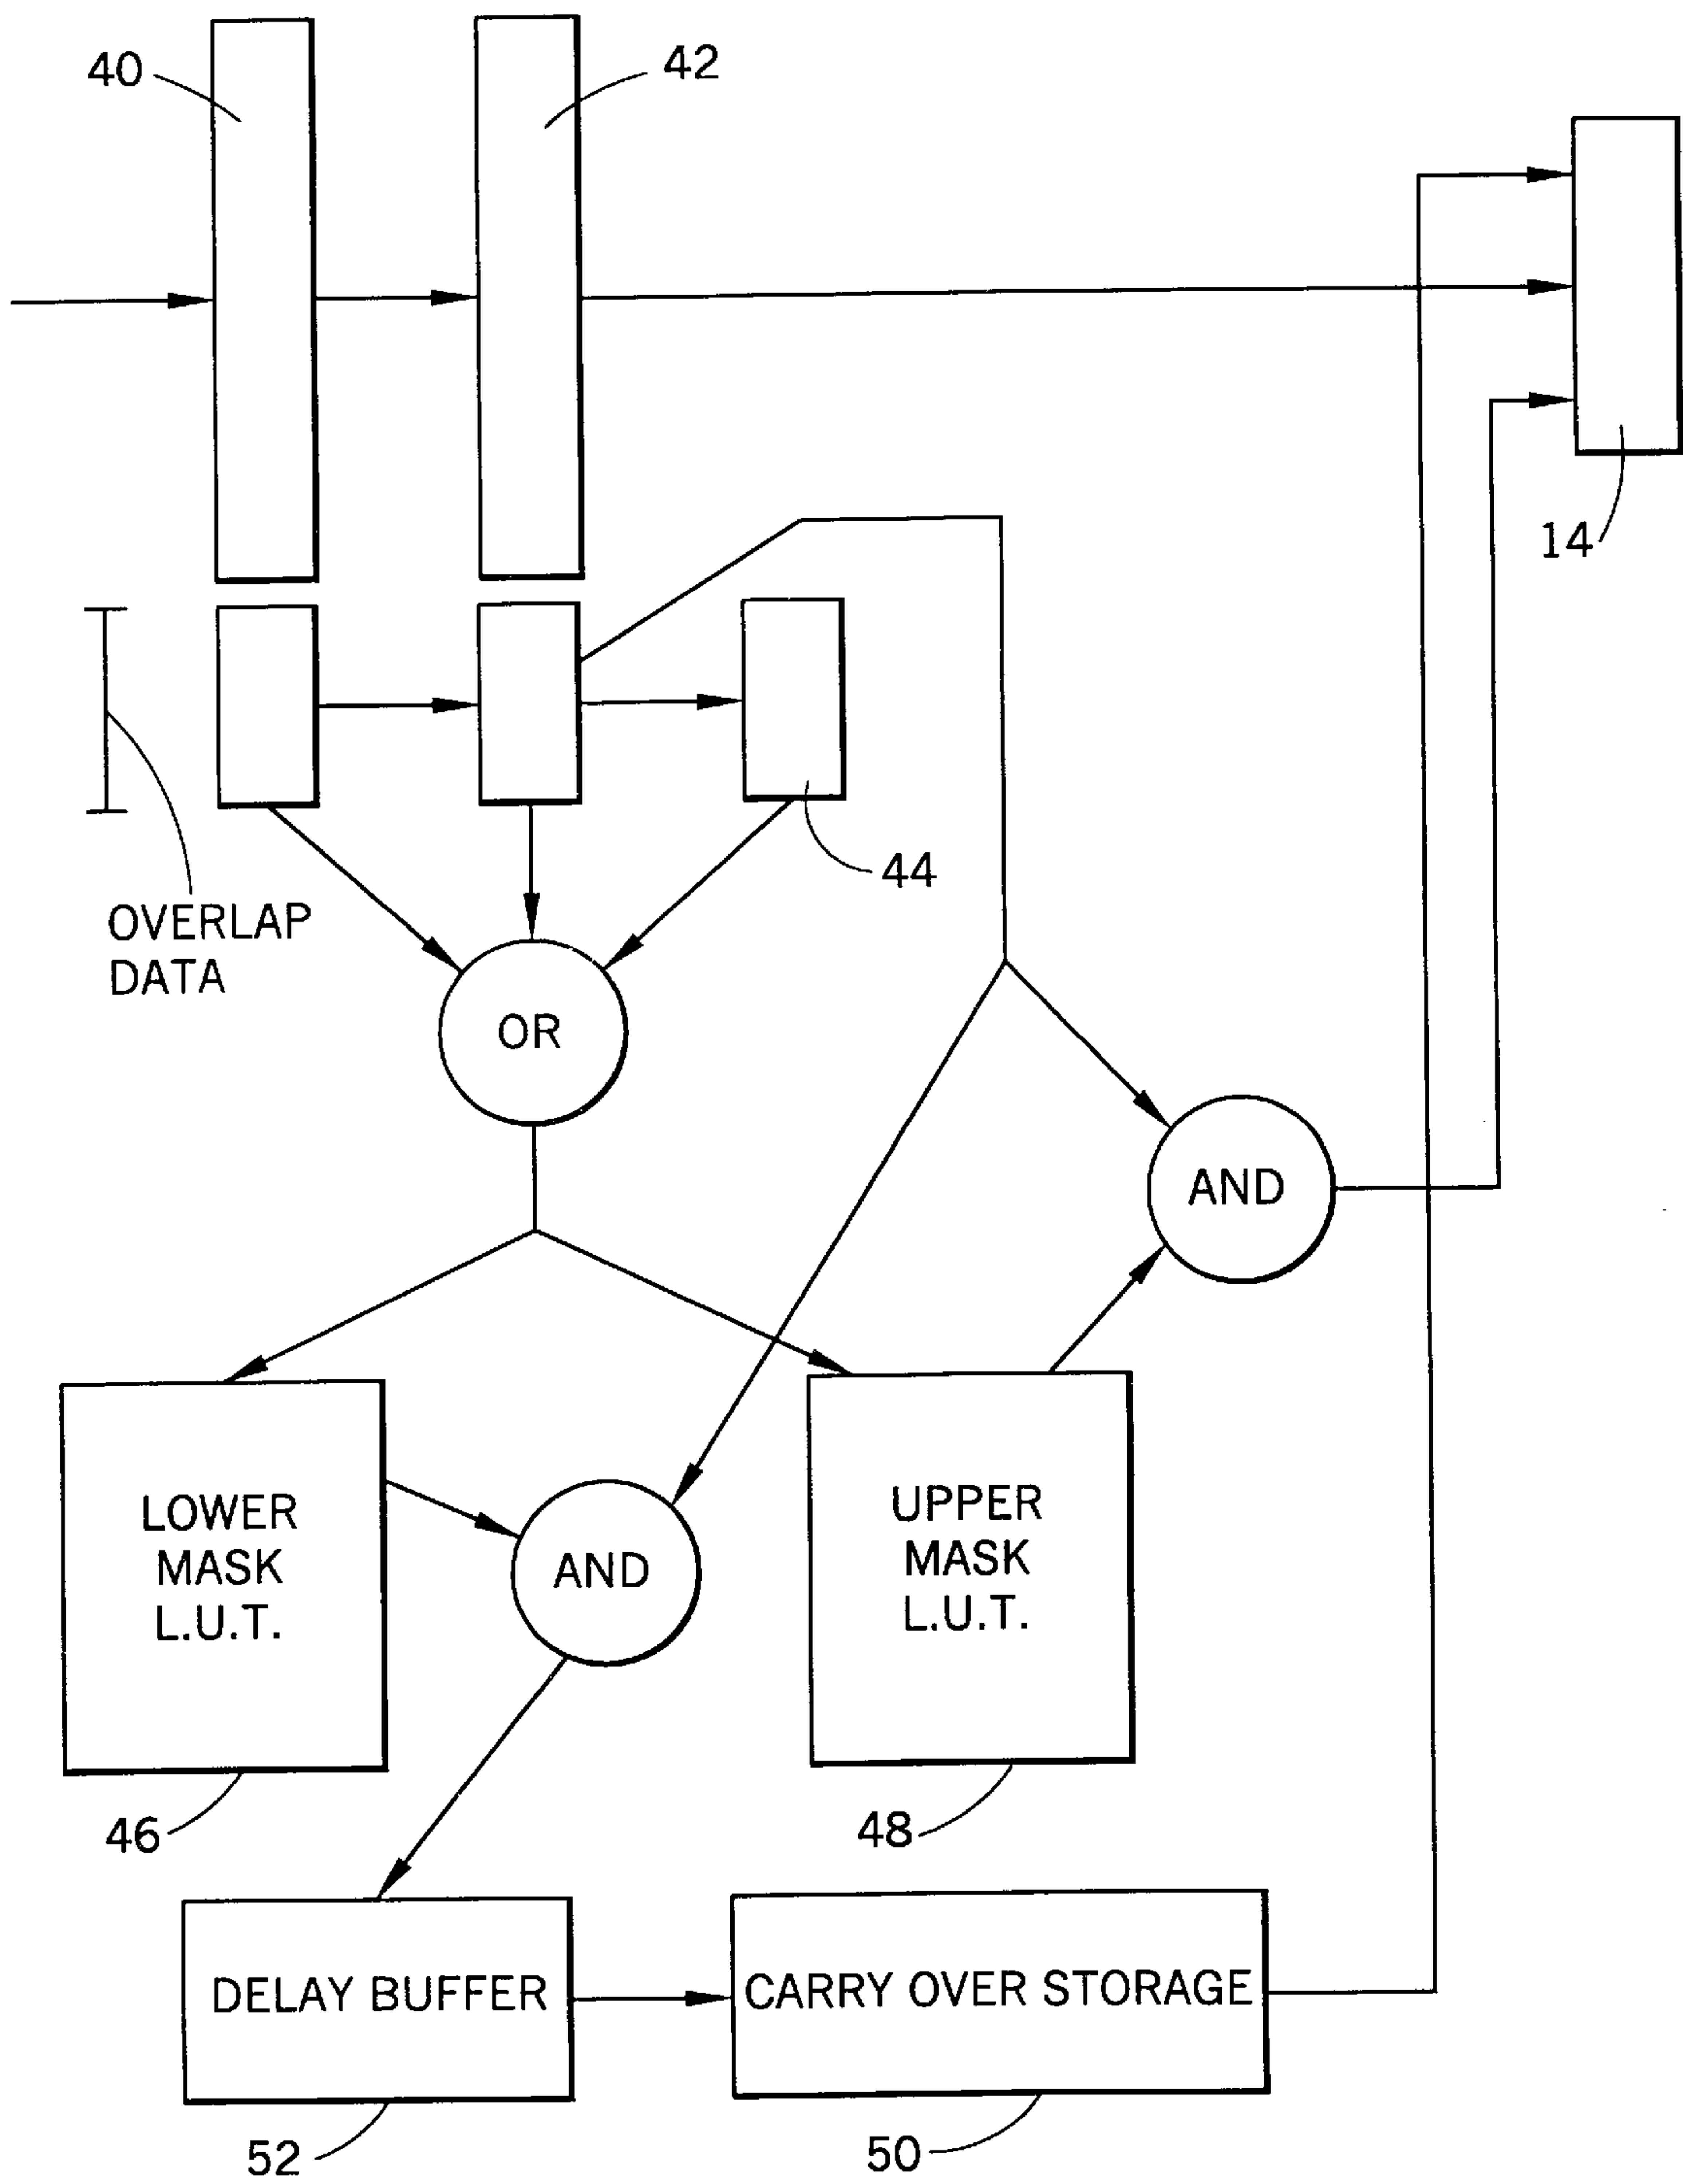 40
42
14
44
OVERLAP
DATA
OR
AND
LOWER
MASK
L.U.T.
AND
UPPER
MASK
L.U.T.
46
48
DELAY BUFFER
CARRY OVER STORAGE
52
50